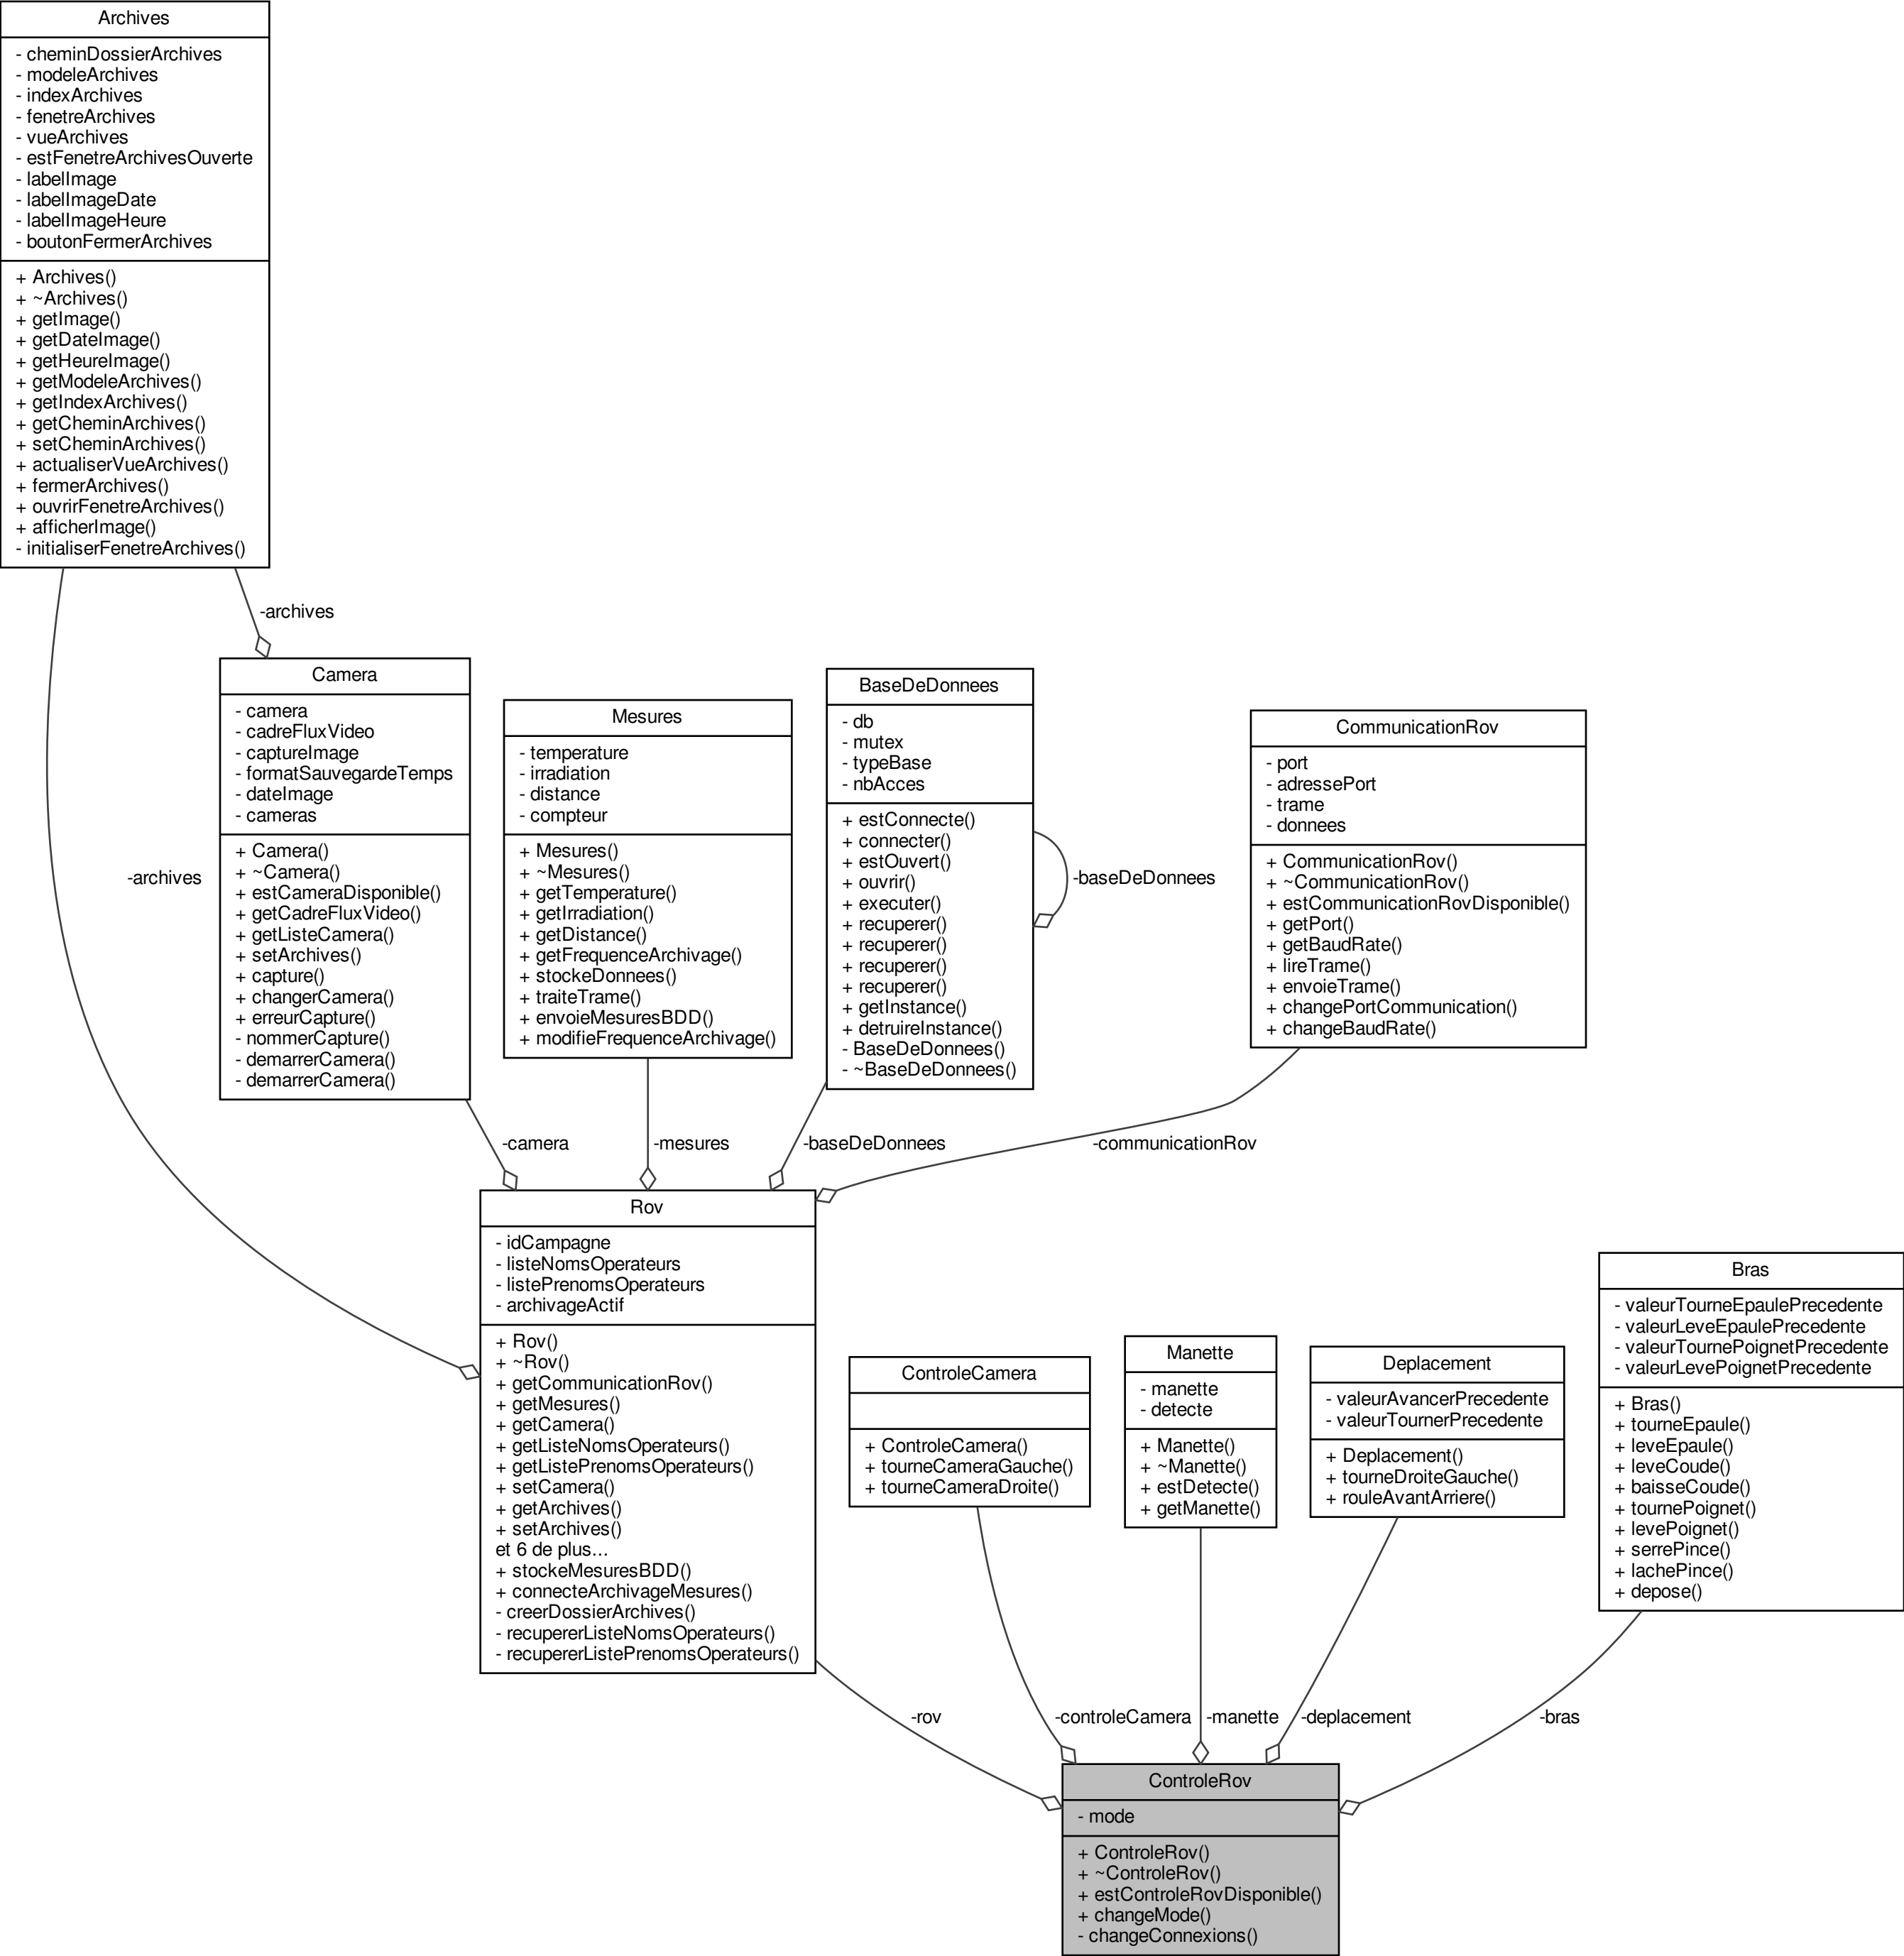 Archives
- cheminDossierArchives
- modeleArchives
- indexArchives
- fenetreArchives
- vueArchives
- estFenetreArchivesOuverte
- labelImage
- labelImageDate
- labelImageHeure
- boutonFermerArchives
+ Archives()
+ ~Archives()
+ getImage()
+ getDateImage()
+ getHeureImage()
+ getModeleArchives()
+ getIndexArchives()
+ getCheminArchives()
+ setCheminArchives()
+ actualiserVueArchives()
+ fermerArchives()
+ ouvrirFenetreArchives()
+ afficherImage()
- initialiserFenetreArchives()
-archives
-archives
Camera
- camera
- cadreFluxVideo
- captureImage
- formatSauvegardeTemps
- dateImage
- cameras
+ Camera()
+ ~Camera()
+ estCameraDisponible()
+ getCadreFluxVideo()
+ getListeCamera()
+ setArchives()
+ capture()
+ changerCamera()
+ erreurCapture()
- nommerCapture()
- demarrerCamera()
- demarrerCamera()
Mesures
- temperature
- irradiation
- distance
- compteur
+ Mesures()
+ ~Mesures()
+ getTemperature()
+ getIrradiation()
+ getDistance()
+ getFrequenceArchivage()
+ stockeDonnees()
+ traiteTrame()
+ envoieMesuresBDD()
+ modifieFrequenceArchivage()
BaseDeDonnees
- db
- mutex
- typeBase
- nbAcces
+ estConnecte()
+ connecter()
+ estOuvert()
+ ouvrir()
+ executer()
+ recuperer()
+ recuperer()
+ recuperer()
+ recuperer()
+ getInstance()
+ detruireInstance()
- BaseDeDonnees()
- ~BaseDeDonnees()
-baseDeDonnees
CommunicationRov
- port
- adressePort
- trame
- donnees
+ CommunicationRov()
+ ~CommunicationRov()
+ estCommunicationRovDisponible()
+ getPort()
+ getBaudRate()
+ lireTrame()
+ envoieTrame()
+ changePortCommunication()
+ changeBaudRate()
-camera
-mesures
-baseDeDonnees
-communicationRov
Rov
- idCampagne
- listeNomsOperateurs
- listePrenomsOperateurs
- archivageActif
+ Rov()
+ ~Rov()
+ getCommunicationRov()
+ getMesures()
+ getCamera()
+ getListeNomsOperateurs()
+ getListePrenomsOperateurs()
+ setCamera()
+ getArchives()
+ setArchives()
et 6 de plus...
+ stockeMesuresBDD()
+ connecteArchivageMesures()
- creerDossierArchives()
- recupererListeNomsOperateurs()
- recupererListePrenomsOperateurs()
ControleCamera
+ ControleCamera()
+ tourneCameraGauche()
+ tourneCameraDroite()
Manette
- manette
- detecte
+ Manette()
+ ~Manette()
+ estDetecte()
+ getManette()
Deplacement
- valeurAvancerPrecedente
- valeurTournerPrecedente
+ Deplacement()
+ tourneDroiteGauche()
+ rouleAvantArriere()
Bras
- valeurTourneEpaulePrecedente
- valeurLeveEpaulePrecedente
- valeurTournePoignetPrecedente
- valeurLevePoignetPrecedente
+ Bras()
+ tourneEpaule()
+ leveEpaule()
+ leveCoude()
+ baisseCoude()
+ tournePoignet()
+ levePoignet()
+ serrePince()
+ lachePince()
+ depose()
-rov
-controleCamera
-manette
-deplacement
-bras
ControleRov
- mode
+ ControleRov()
+ ~ControleRov()
+ estControleRovDisponible()
+ changeMode()
- changeConnexions()